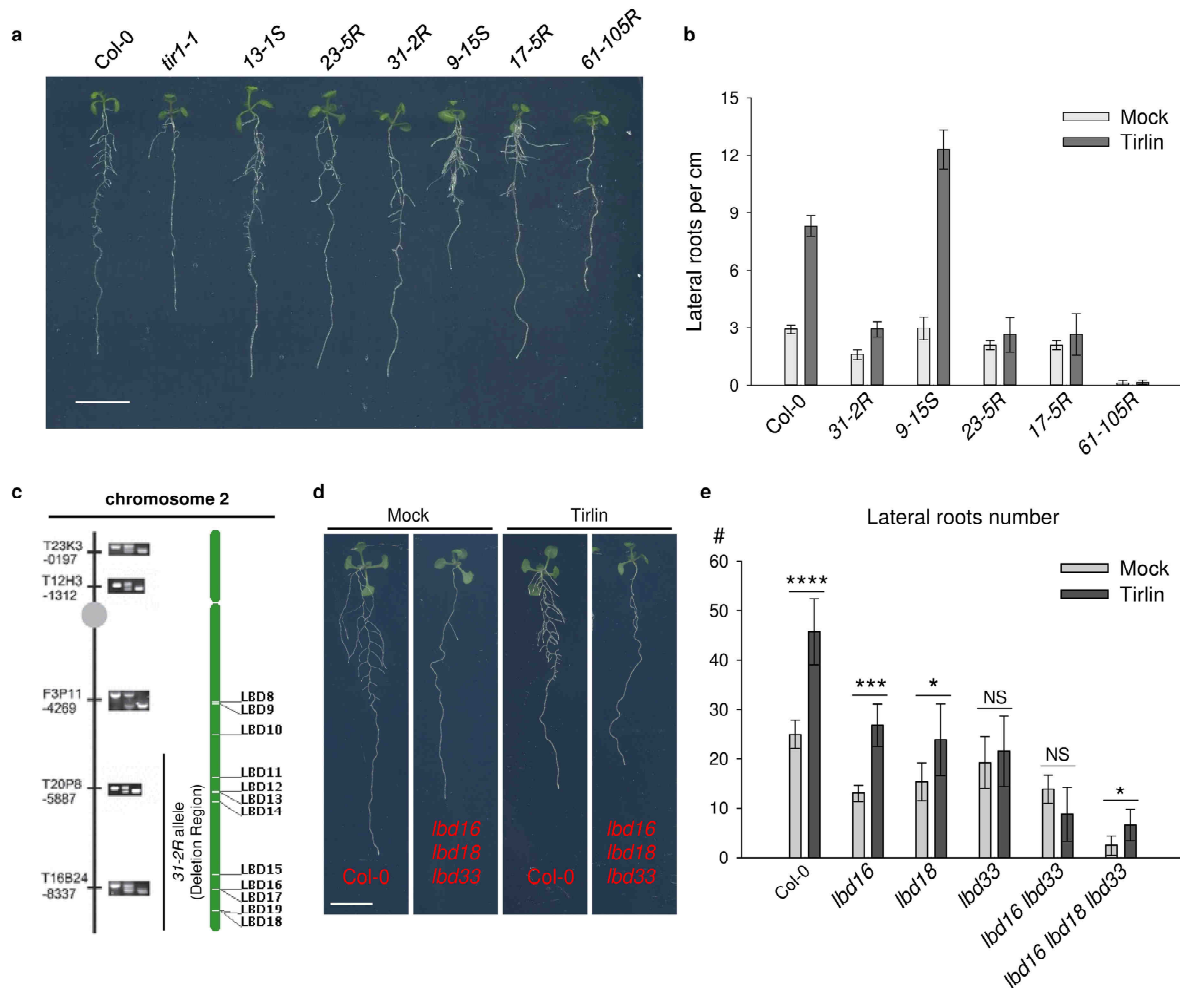 a
Col-0
tir1-1
13-1S
23-5R
31-2R
9-15S
17-5R
61-105R
b
15
12
9
6
3
0
Lateral roots per cm
Mock
Tirlin
Col-0
31-2R
9-15S
23-5R
17-5R
61-105R
c
chromosome 2
T23K3
-0197
T12H3
-1312
F3P11
-4269
T20P8
-5887
T16B24
-8337
31-2R allele
(Deletion Region)
LBD8
LBD9
LBD10
LBD11
LBD12
LBD13
LBD14
LBD15
LBD16
LBD17
LBD19
LBD18
d
Mock
Tirlin
Col-0
lbd16
lbd18
lbd33
Col-0
lbd16
lbd18
lbd33
e
Lateral roots number
#
60
50
40
30
20
10
0
Mock
Tirlin
****
***
*
NS
NS
*
Col-0
lbd16
lbd18
lbd33
lbd16 lbd33
lbd16 lbd18 lbd33